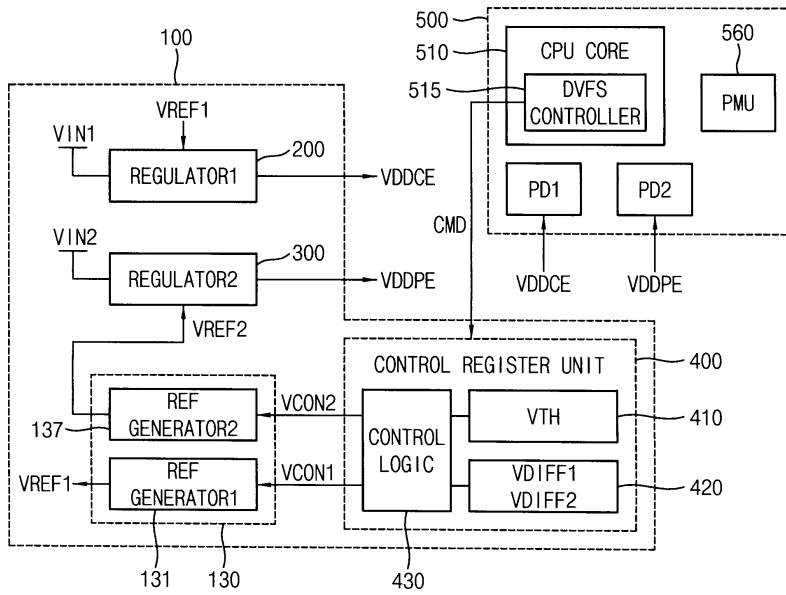 100
VREF1
VIN1
200
REGULATOR1
VDDCE
VIN2
300
REGULATOR2
VDDPE
VREF2
500
510
CPU CORE
515
DVFS
CONTROLLER
560
PMU
PD1
PD2
CMD
VDDCE
VDDPE
CONTROL REGISTER UNIT
400
137
REF
GENERATOR2
VCON2
CONTROL
LOGIC
VTH
410
VREF1
REF
GENERATOR1
VCON1
VDIFF1
VDIFF2
420
131
130
430